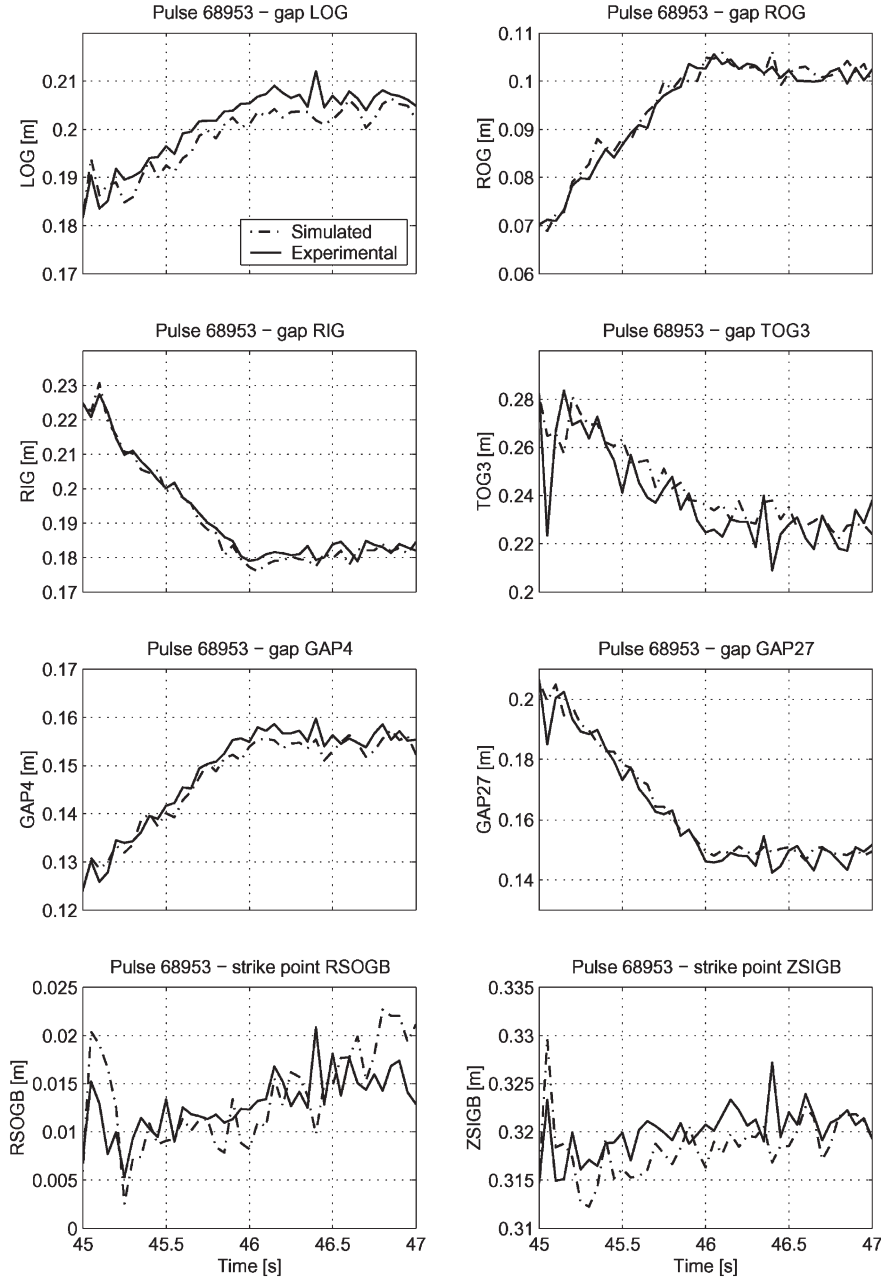 Pulse 68953 − gap LOG
LOG [m]
0.21
0.2
0.19
0.18
0.17
Simulated
Experimental
Pulse 68953 − gap ROG
ROG [m]
0.11
0.1
0.09
0.08
0.07
0.06
Pulse 68953 − gap RIG
RIG [m]
0.23
0.22
0.21
0.2
0.19
0.18
0.17
Pulse 68953 − gap TOG3
TOG3 [m]
0.28
0.26
0.24
0.22
0.2
Pulse 68953 − gap GAP4
GAP4 [m]
0.17
0.16
0.15
0.14
0.13
0.12
Pulse 68953 − gap GAP27
GAP27 [m]
0.2
0.18
0.16
0.14
Pulse 68953 − strike point RSOGB
RSOGB [m]
0.025
0.02
0.015
0.01
0.005
0
45 45.5 46 46.5 47
Time [s]
Pulse 68953 − strike point ZSIGB
ZSIGB [m]
0.335
0.33
0.325
0.32
0.315
0.31
45 45.5 46 46.5 47
Time [s]